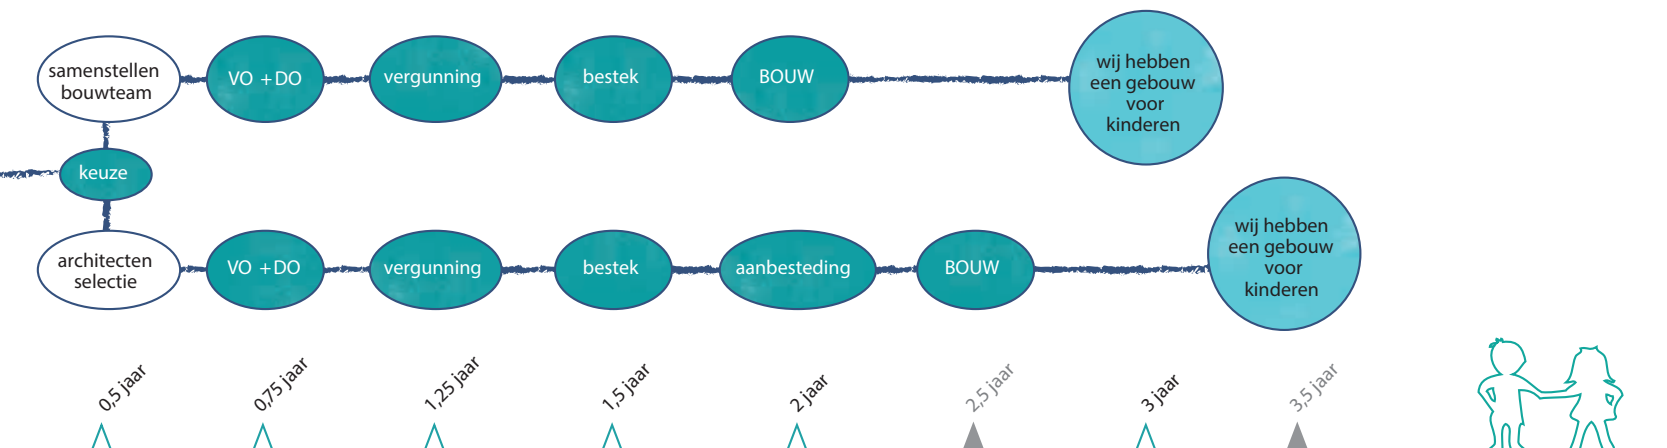 samenstellen
bouwteam
VO + DO
vergunning
bestek
BOUW
wij hebben
een gebouw
voor
kinderen
keuze
architecten
selectie
VO + DO
vergunning
bestek
aanbesteding
BOUW
wij hebben
een gebouw
voor
kinderen
0,5 jaar
0,75 jaar
1,25 jaar
1,5 jaar
2 jaar
2,5 jaar
3 jaar
3,5 jaar